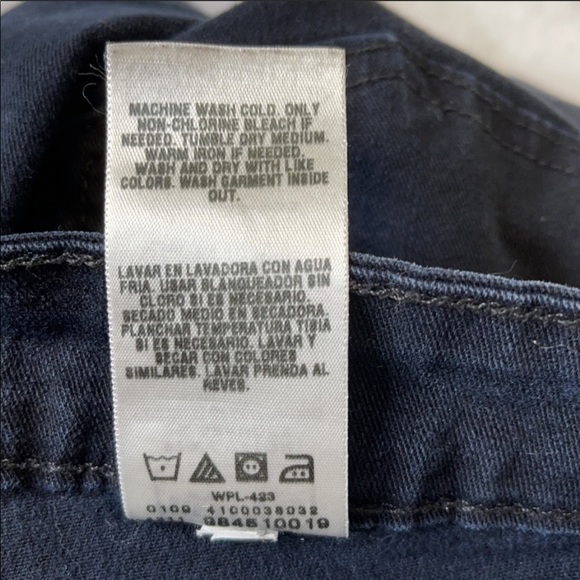 MACHINE WASH COLD. ONLY
NON-CHLORINE BLEACH IF
NEEDED. TUMBLE DRY MEDIUM.
WARM IRON IF NEEDED.
WASH AND DRY WITH LIKE
COLORS. WASH GARMENT INSIDE
OUT.
LAVAR EN LAVADORA CON AGUA
FRIA. USAR BLANQUEADOR SIN
CLORO SI ES NECESARIO.
SECADO MEDIO EN SECADORA.
PLANCHAR TEMPERATURA TIBIA
SI ES NECESARIO. LAVAR Y
SECAR CON COLORES
SIMILARES. LAVAR PRENDA AL
REVES.
WPL-423
0109 4100038032
984510019